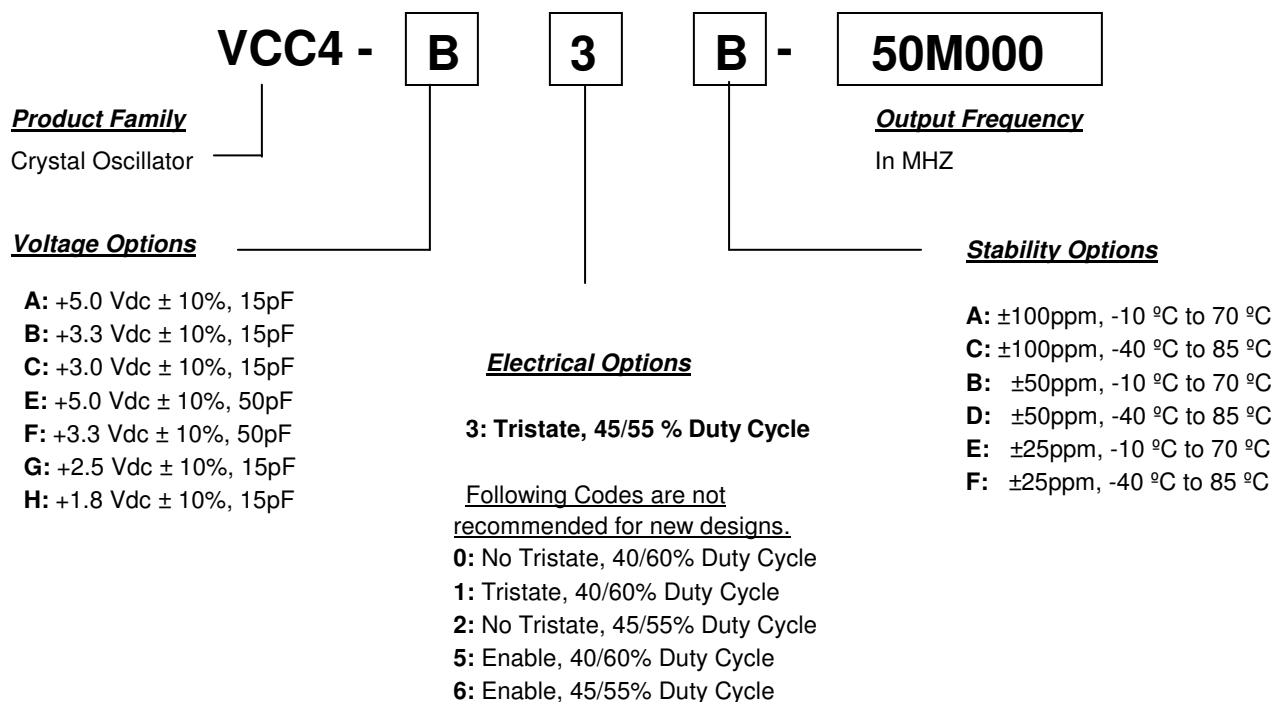 VCC4 - B 3 B - 50M000
Product Family
Crystal Oscillator
Output Frequency
In MHZ
Voltage Options
A: +5.0 Vdc ± 10%, 15pF
B: +3.3 Vdc ± 10%, 15pF
C: +3.0 Vdc ± 10%, 15pF
E: +5.0 Vdc ± 10%, 50pF
F: +3.3 Vdc ± 10%, 50pF
G: +2.5 Vdc ± 10%, 15pF
H: +1.8 Vdc ± 10%, 15pF
Electrical Options
3: Tristate, 45/55 % Duty Cycle
Following Codes are not
recommended for new designs.
0: No Tristate, 40/60% Duty Cycle
1: Tristate, 40/60% Duty Cycle
2: No Tristate, 45/55% Duty Cycle
5: Enable, 40/60% Duty Cycle
6: Enable, 45/55% Duty Cycle
Stability Options
A: ±100ppm, -10 ºC to 70 ºC
C: ±100ppm, -40 ºC to 85 ºC
B: ±50ppm, -10 ºC to 70 ºC
D: ±50ppm, -40 ºC to 85 ºC
E: ±25ppm, -10 ºC to 70 ºC
F: ±25ppm, -40 ºC to 85 ºC